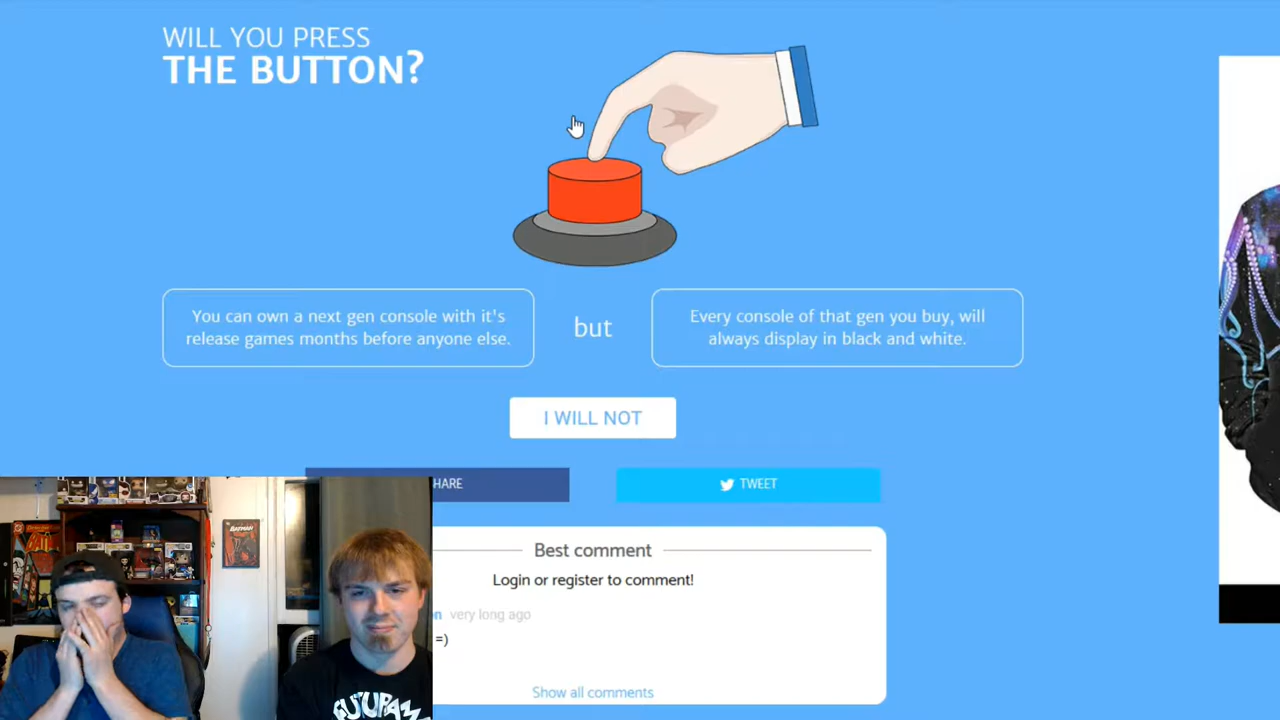 WILL YOU PRESS
THE BUTTON?
You can own a next gen console with it's
release games months before anyone else.
but
Every console of that gen you buy, will
always display in black and white.
I WILL NOT
HARE
TWEET
Best comment
Login or register to comment!
n very long ago
=)
Show all comments
BATMAN
FUTURAM